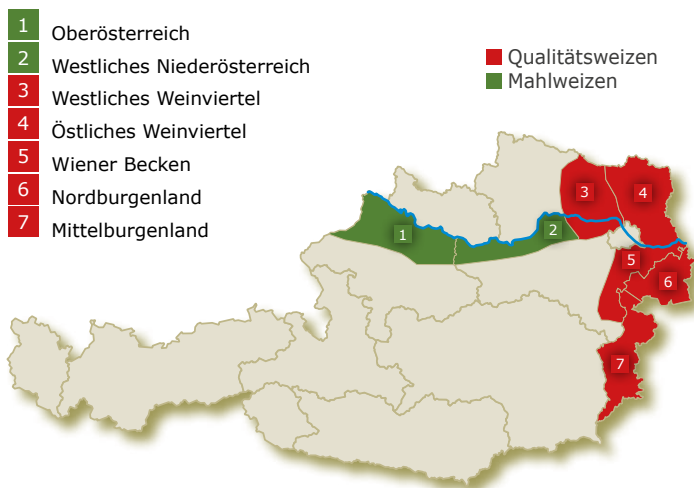 1 Oberösterreich
2 Westliches Niederösterreich
3 Westliches Weinviertel
4 Östliches Weinviertel
5 Wiener Becken
6 Nordburgenland
7 Mittelburgenland
Qualitätsweizen
Mahlweizen
3
4
1
2
5
6
7